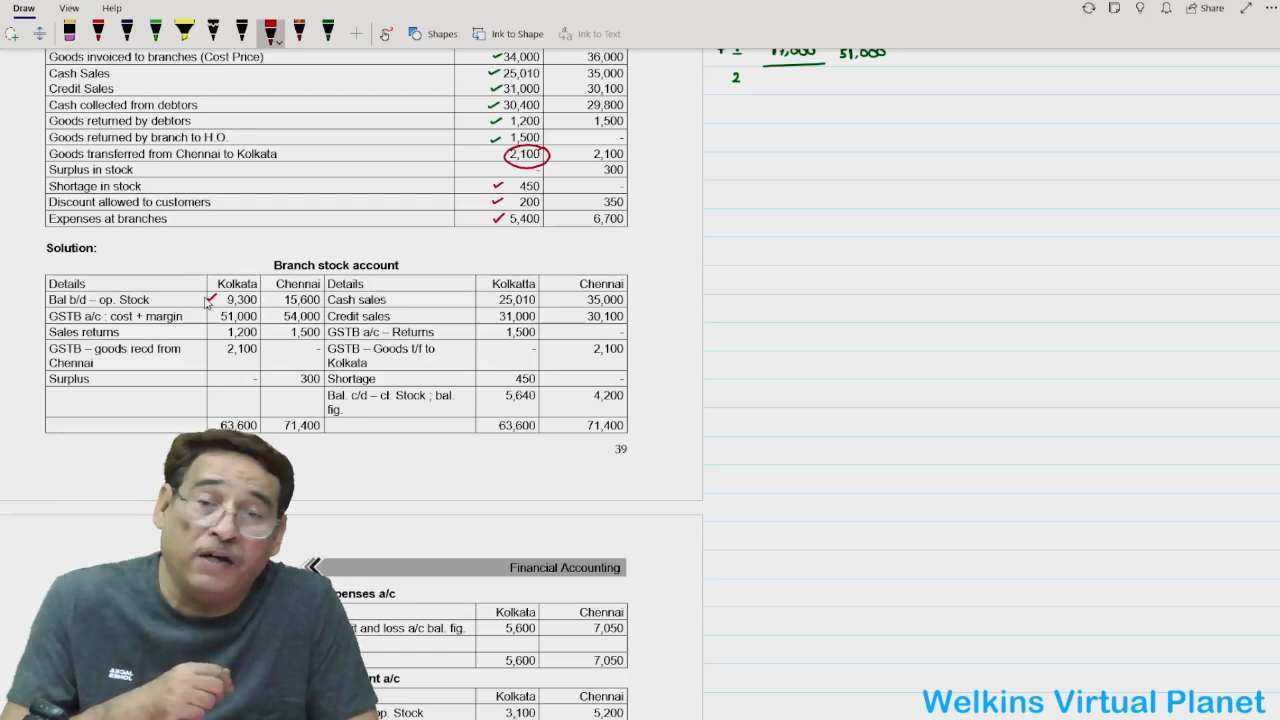 Draw View Help
Share
Shapes Ink to Shape Ink to Text
Goods invoiced to branches (Cost Price) 34,000 36,000
Cash Sales 25,010 35,000
Credit Sales 31,000 30,100
Cash collected from debtors 30,400 29,800
Goods returned by debtors 1,200 1,500
Goods returned by branch to H.O. 1,500 -
Goods transferred from Chennai to Kolkata 2,100 2,100
Surplus in stock - 300
Shortage in stock 450 -
Discount allowed to customers 200 350
Expenses at branches 5,400 6,700
Solution:
Branch stock account
Details Kolkata Chennai Details Kolkatta Chennai
Bal b/d – op. Stock 9,300 15,600 Cash sales 25,010 35,000
GSTB a/c : cost + margin 51,000 54,000 Credit sales 31,000 30,100
Sales returns 1,200 1,500 GSTB a/c – Returns 1,500 -
GSTB – goods recd from 2,100 - GSTB – Goods t/f to - 2,100
Chennai Kolkata
Surplus - 300 Shortage 450 -
Bal. c/d – cl. Stock ; bal. 5,640 4,200
fig.
63,600 71,400 63,600 71,400
39
Financial Accounting
penses a/c
Kolkata Chennai
it and loss a/c bal. fig. 5,600 7,050
5,600 7,050
nt a/c
Kolkata Chennai
op. Stock 3,100 5,200
51,000
2
JACK&
JONES
Welkins Virtual Planet